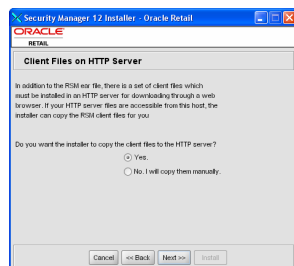 Security Manager 12 Installer - Oracle Retail
ORACLE
RETAIL
Client Files on HTTP Server
In addition to the RSM ear file, there is a set of client files which
must be installed in an HTTP server for downloading through a web
browser. If your HTTP server files are accessible from this host, the
installer can copy the RSM client files for you
Do you want the installer to copy the client files to the HTTP server?
Yes.
No. I will copy them manually.
Cancel << Back Next >> Install